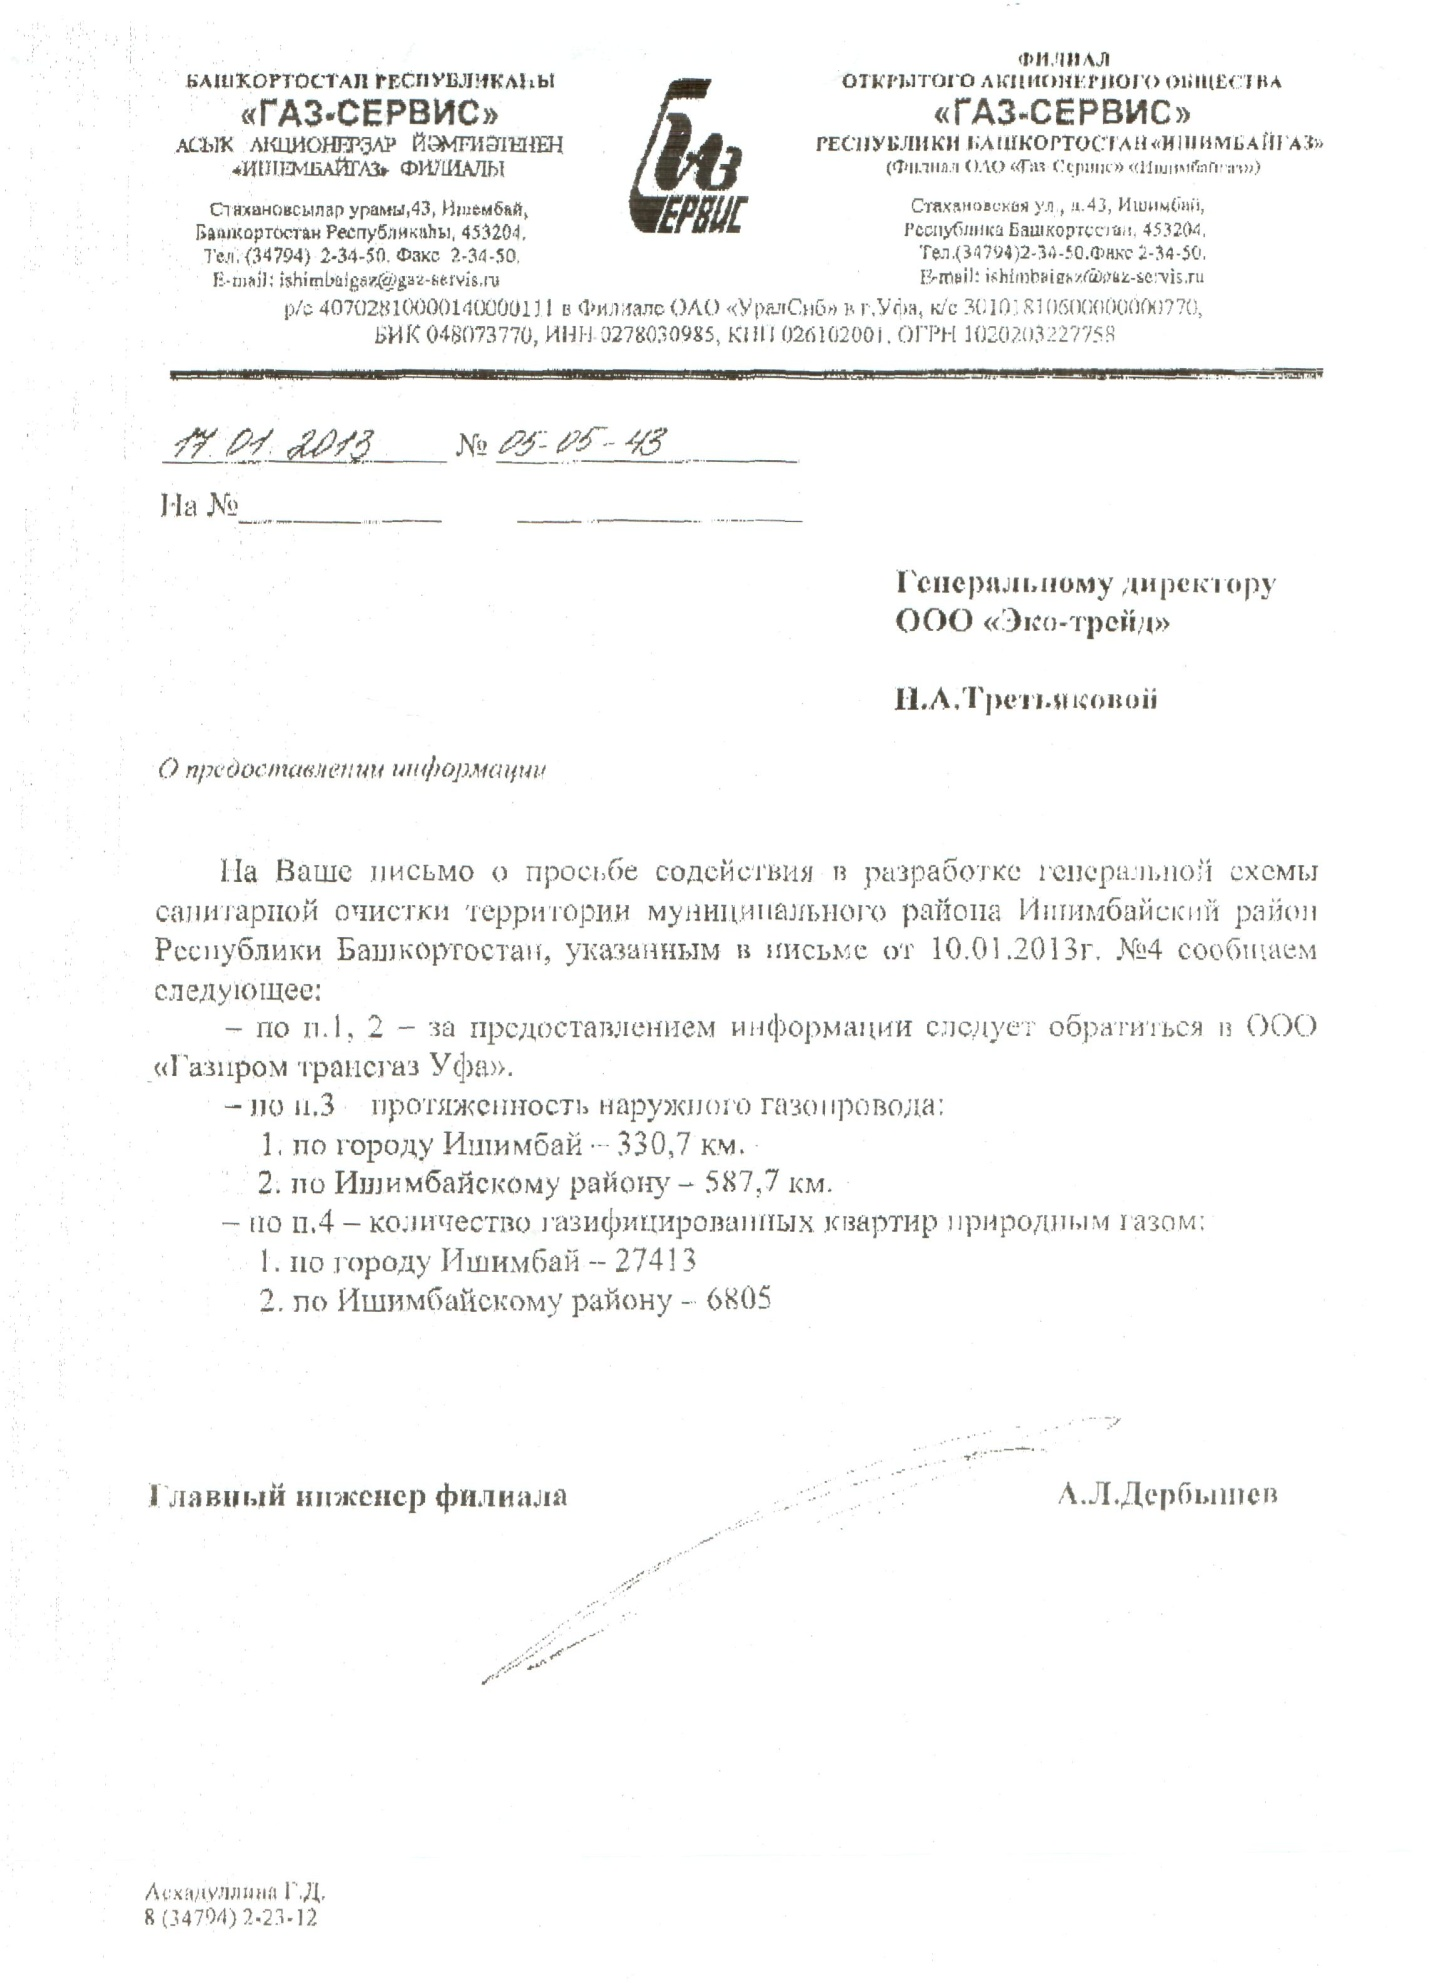 БАШҠОРТОСТАН РЕСПУБЛИКАҺЫ
«ГАЗ-СЕРВИС»
АСЫҠ АКЦИОНЕРҘАР ЙӘМҒИӘТЕНЕҢ
«ИШЕМБАЙГАЗ» ФИЛИАЛЫ
Стахановсылар урамы,43, Ишембай,
Башкортостан Республикаһы, 453204,
Тел. (34794) 2-34-50. Факс 2-34-50.
E-mail: ishimbaigaz@gaz-servis.ru
Газ
СЕРВИС
ФИЛИАЛ
ОТКРЫТОГО АКЦИОНЕРНОГО ОБЩЕСТВА
«ГАЗ-СЕРВИС»
РЕСПУБЛИКИ БАШКОРТОСТАН «ИШИМБАЙГАЗ»
(Филиал ОАО «Газ-Сервис» «Ишимбайгаз»)
Стахановская ул., д.43, Ишимбай,
Республика Башкортостан, 453204,
Тел.(34794)2-34-50.Факс 2-34-50.
E-mail: ishimbaigaz@gaz-servis.ru
р/с 40702810000140000111 в Филиале ОАО «УралСиб» в г.Уфа, к/с 30101810600000000770,
БИК 048073770, ИНН 0278030985, КПП 026102001, ОГРН 1020203227758
17.01.2013 № 05-05-43
На №
Генеральному директору
ООО «Эко-трейд»
Н.А.Третьяковой
О предоставлении информации
На Ваше письмо о просьбе содействия в разработке генеральной схемы
санитарной очистки территории муниципального района Ишимбайский район
Республики Башкортостан, указанным в письме от 10.01.2013г. №4 сообщаем
следующее:
– по п.1, 2 – за предоставлением информации следует обратиться в ООО
«Газпром трансгаз Уфа».
– по п.3 протяженность наружного газопровода:
1. по городу Ишимбай – 330,7 км.
2. по Ишимбайскому району – 587,7 км.
– по п.4 – количество газифицированных квартир природным газом:
1. по городу Ишимбай – 27413
2. по Ишимбайскому району – 6805
Главный инженер филиала
А.Л.Дербышев
Асхадуллина Г.Д.
8 (34794) 2-23-12